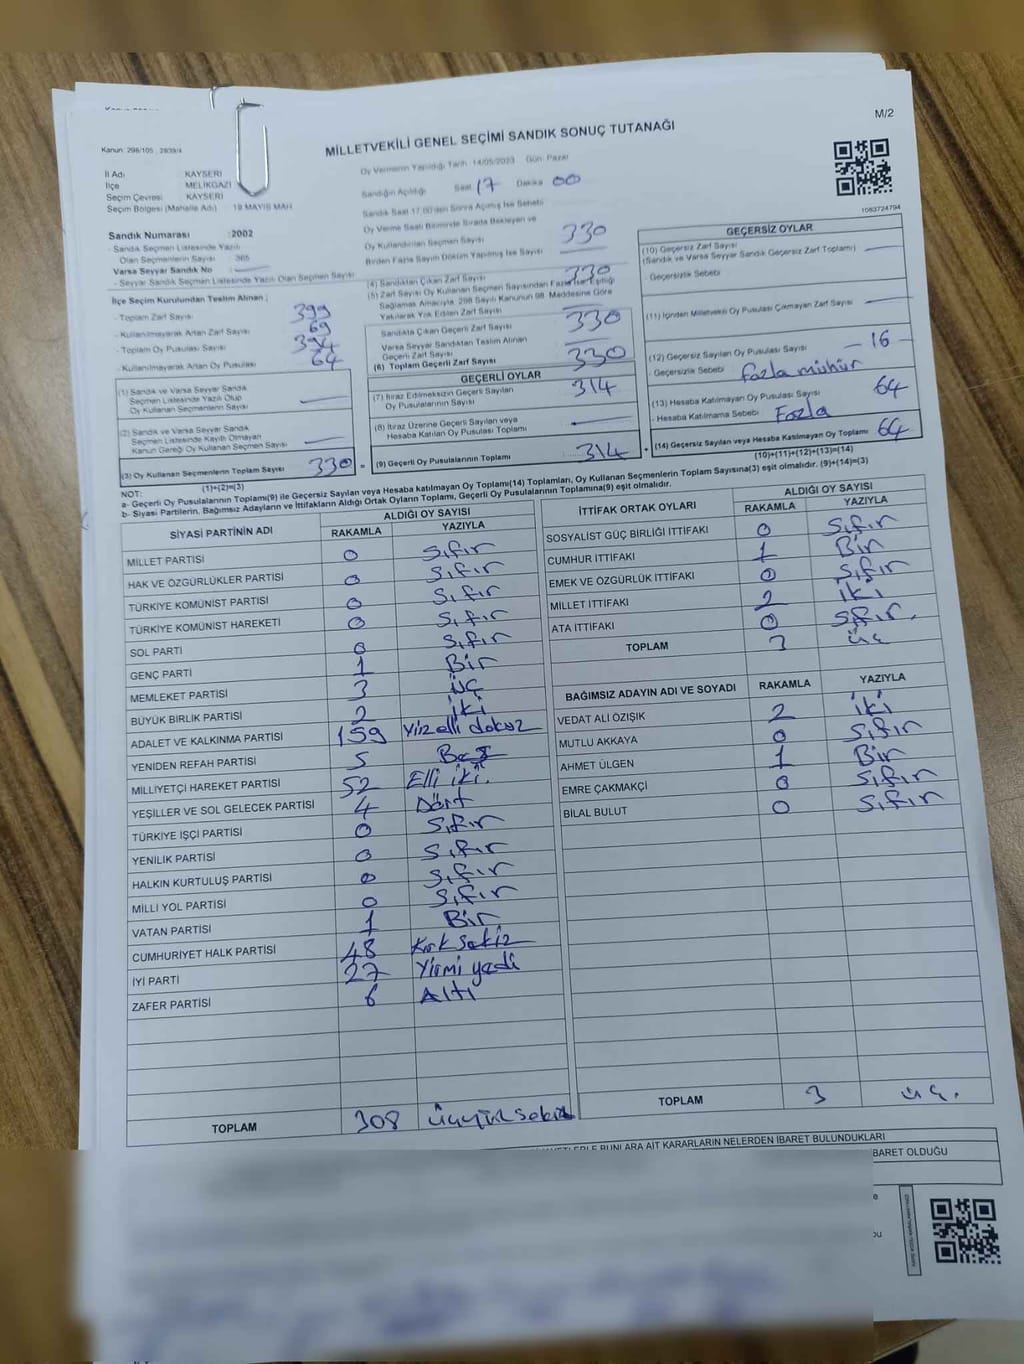 M/2
MİLLETVEKİLİ GENEL SEÇİMİ SANDIK SONUÇ TUTANAĞI
Kanun: 298/105 ; 2839/4
Oy Vermenin Yapıldığı Tarih 14/05/2023 Gün: Pazar
İl Adı KAYSERİ
İlçe MELİKGAZİ
Seçim Çevresi: KAYSERİ
Seçim Bölgesi (Mahalle Adı) 19 MAYIS MAH
Sandığın Açıldığı Saat 17 Dakika 00
Sandık Saat 17:00'den Sonra Açılmış İse Sebebi
1083724794
Sandık Numarası :2002
- Sandık Seçmen Listesinde Yazılı
Olan Seçmenlerin Sayısı 365
Varsa Seyyar Sandık No
- Seyyar Sandık Seçmen Listesinde Yazılı Olan Seçmen Sayısı
Oy Verme Saati Bitiminde Sırada Bekleyen ve
Oy Kullandırılan Seçmen Sayısı 330
Birden Fazla Sayım Döküm Yapılmış İse Sayısı
İlçe Seçim Kurulundan Teslim Alınan ;
- Toplam Zarf Sayısı 399
- Kullanılmayarak Artan Zarf Sayısı 69
- Toplam Oy Pusulası Sayısı 394
- Kullanılmayarak Artan Oy Pusulası 64
(4) Sandıktan Çıkan Zarf Sayısı 330
(5) Zarf Sayısı Oy Kullanan Seçmen Sayısından Fazla İse, Eşitliği
Sağlamak Amacıyla, 298 Sayılı Kanunun 98. Maddesine Göre
Yakılarak Yok Edilen Zarf Sayısı
Sandıkta Çıkan Geçerli Zarf Sayısı 330
Varsa Seyyar Sandıktan Teslim Alınan
Geçerli Zarf Sayısı
(6) Toplam Geçerli Zarf Sayısı 330
GEÇERSİZ OYLAR
(10) Geçersiz Zarf Sayısı
(Sandık ve Varsa Seyyar Sandık Geçersiz Zarf Toplamı)
Geçersizlik Sebebi
(11) İçinden Milletvekili Oy Pusulası Çıkmayan Zarf Sayısı
(12) Geçersiz Sayılan Oy Pusulası Sayısı - 16 -
- Geçersizlik Sebebi Fazla mühür
(13) Hesaba Katılmayan Oy Pusulası Sayısı 64
- Hesaba Katılmama Sebebi Fazla
(14) Geçersiz Sayılan veya Hesaba Katılmayan Oy Toplamı 64
(10)+(11)+(12)+(13)=(14)
(1) Sandık ve Varsa Seyyar Sandık
Seçmen Listesinde Yazılı Olup
Oy Kullanan Seçmenlerin Sayısı
(2) Sandık ve Varsa Seyyar Sandık
Seçmen Listesinde Kayıtlı Olmayan
Kanun Gereği Oy Kullanan Seçmen Sayısı
(3) Oy Kullanan Seçmenlerin Toplam Sayısı 330
(1)+(2)=(3)
GEÇERLİ OYLAR
(7) İtiraz Edilmeksizin Geçerli Sayılan
Oy Pusulalarının Sayısı 314
(8) İtiraz Üzerine Geçerli Sayılan veya
Hesaba Katılan Oy Pusulası Toplamı
(9) Geçerli Oy Pusulalarının Toplamı 314
NOT:
a- Geçerli Oy Pusulalarının Toplamı(9) ile Geçersiz Sayılan veya Hesaba katılmayan Oy Toplam(14) Toplamları, Oy Kullanan Seçmenlerin Toplam Sayısına(3) eşit olmalıdır. (9)+(14)=(3)
b- Siyasi Partilerin, Bağımsız Adayların ve İttifakların Aldığı Ortak Oyların Toplamı, Geçerli Oy Pusulalarının Toplamına(9) eşit olmalıdır.
SİYASİ PARTİNİN ADI ALDIĞI OY SAYISI
RAKAMLA YAZIYLA
MİLLET PARTİSİ 0 Sıfır
HAK VE ÖZGÜRLÜKLER PARTİSİ 0 Sıfır
TÜRKİYE KOMÜNİST PARTİSİ 0 Sıfır
TÜRKİYE KOMÜNİST HAREKETİ 0 Sıfır
SOL PARTİ 0 Sıfır
GENÇ PARTİ 1 Bir
MEMLEKET PARTİSİ 3 üç
BÜYÜK BİRLİK PARTİSİ 2 iki
ADALET VE KALKINMA PARTİSİ 159 Yüz elli dokuz
YENİDEN REFAH PARTİSİ 5 Beş
MİLLİYETÇİ HAREKET PARTİSİ 52 Elli iki.
YEŞİLLER VE SOL GELECEK PARTİSİ 4 Dört
TÜRKİYE İŞÇİ PARTİSİ 0 Sıfır
YENİLİK PARTİSİ 0 Sıfır
HALKIN KURTULUŞ PARTİSİ 0 Sıfır
MİLLİ YOL PARTİSİ 0 Sıfır
VATAN PARTİSİ 1 Bir
CUMHURİYET HALK PARTİSİ 48 Kırk sekiz
İYİ PARTİ 27 Yirmi yedi
ZAFER PARTİSİ 6 Altı
TOPLAM 308 üçyüz sekiz
İTTİFAK ORTAK OYLARI ALDIĞI OY SAYISI
RAKAMLA YAZIYLA
SOSYALİST GÜÇ BİRLİĞİ İTTİFAKI 0 Sıfır
CUMHUR İTTİFAKI 1 Bir
EMEK VE ÖZGÜRLÜK İTTİFAKI 0 Sıfır
MİLLET İTTİFAKI 2 iki
ATA İTTİFAKI 0 Sıfır.
TOPLAM 3 üç
BAĞIMSIZ ADAYIN ADI VE SOYADI RAKAMLA YAZIYLA
VEDAT ALİ ÖZIŞIK 2 iki
MUTLU AKKAYA 0 Sıfır
AHMET ÜLGEN 1 Bir
EMRE ÇAKMAKÇİ 0 Sıfır
BİLAL BULUT 0 Sıfır
TOPLAM 3 üç.
BUNLARA AİT KARARLARIN NELERDEN İBARET BULUNDUKLARI
BARET OLDUĞU